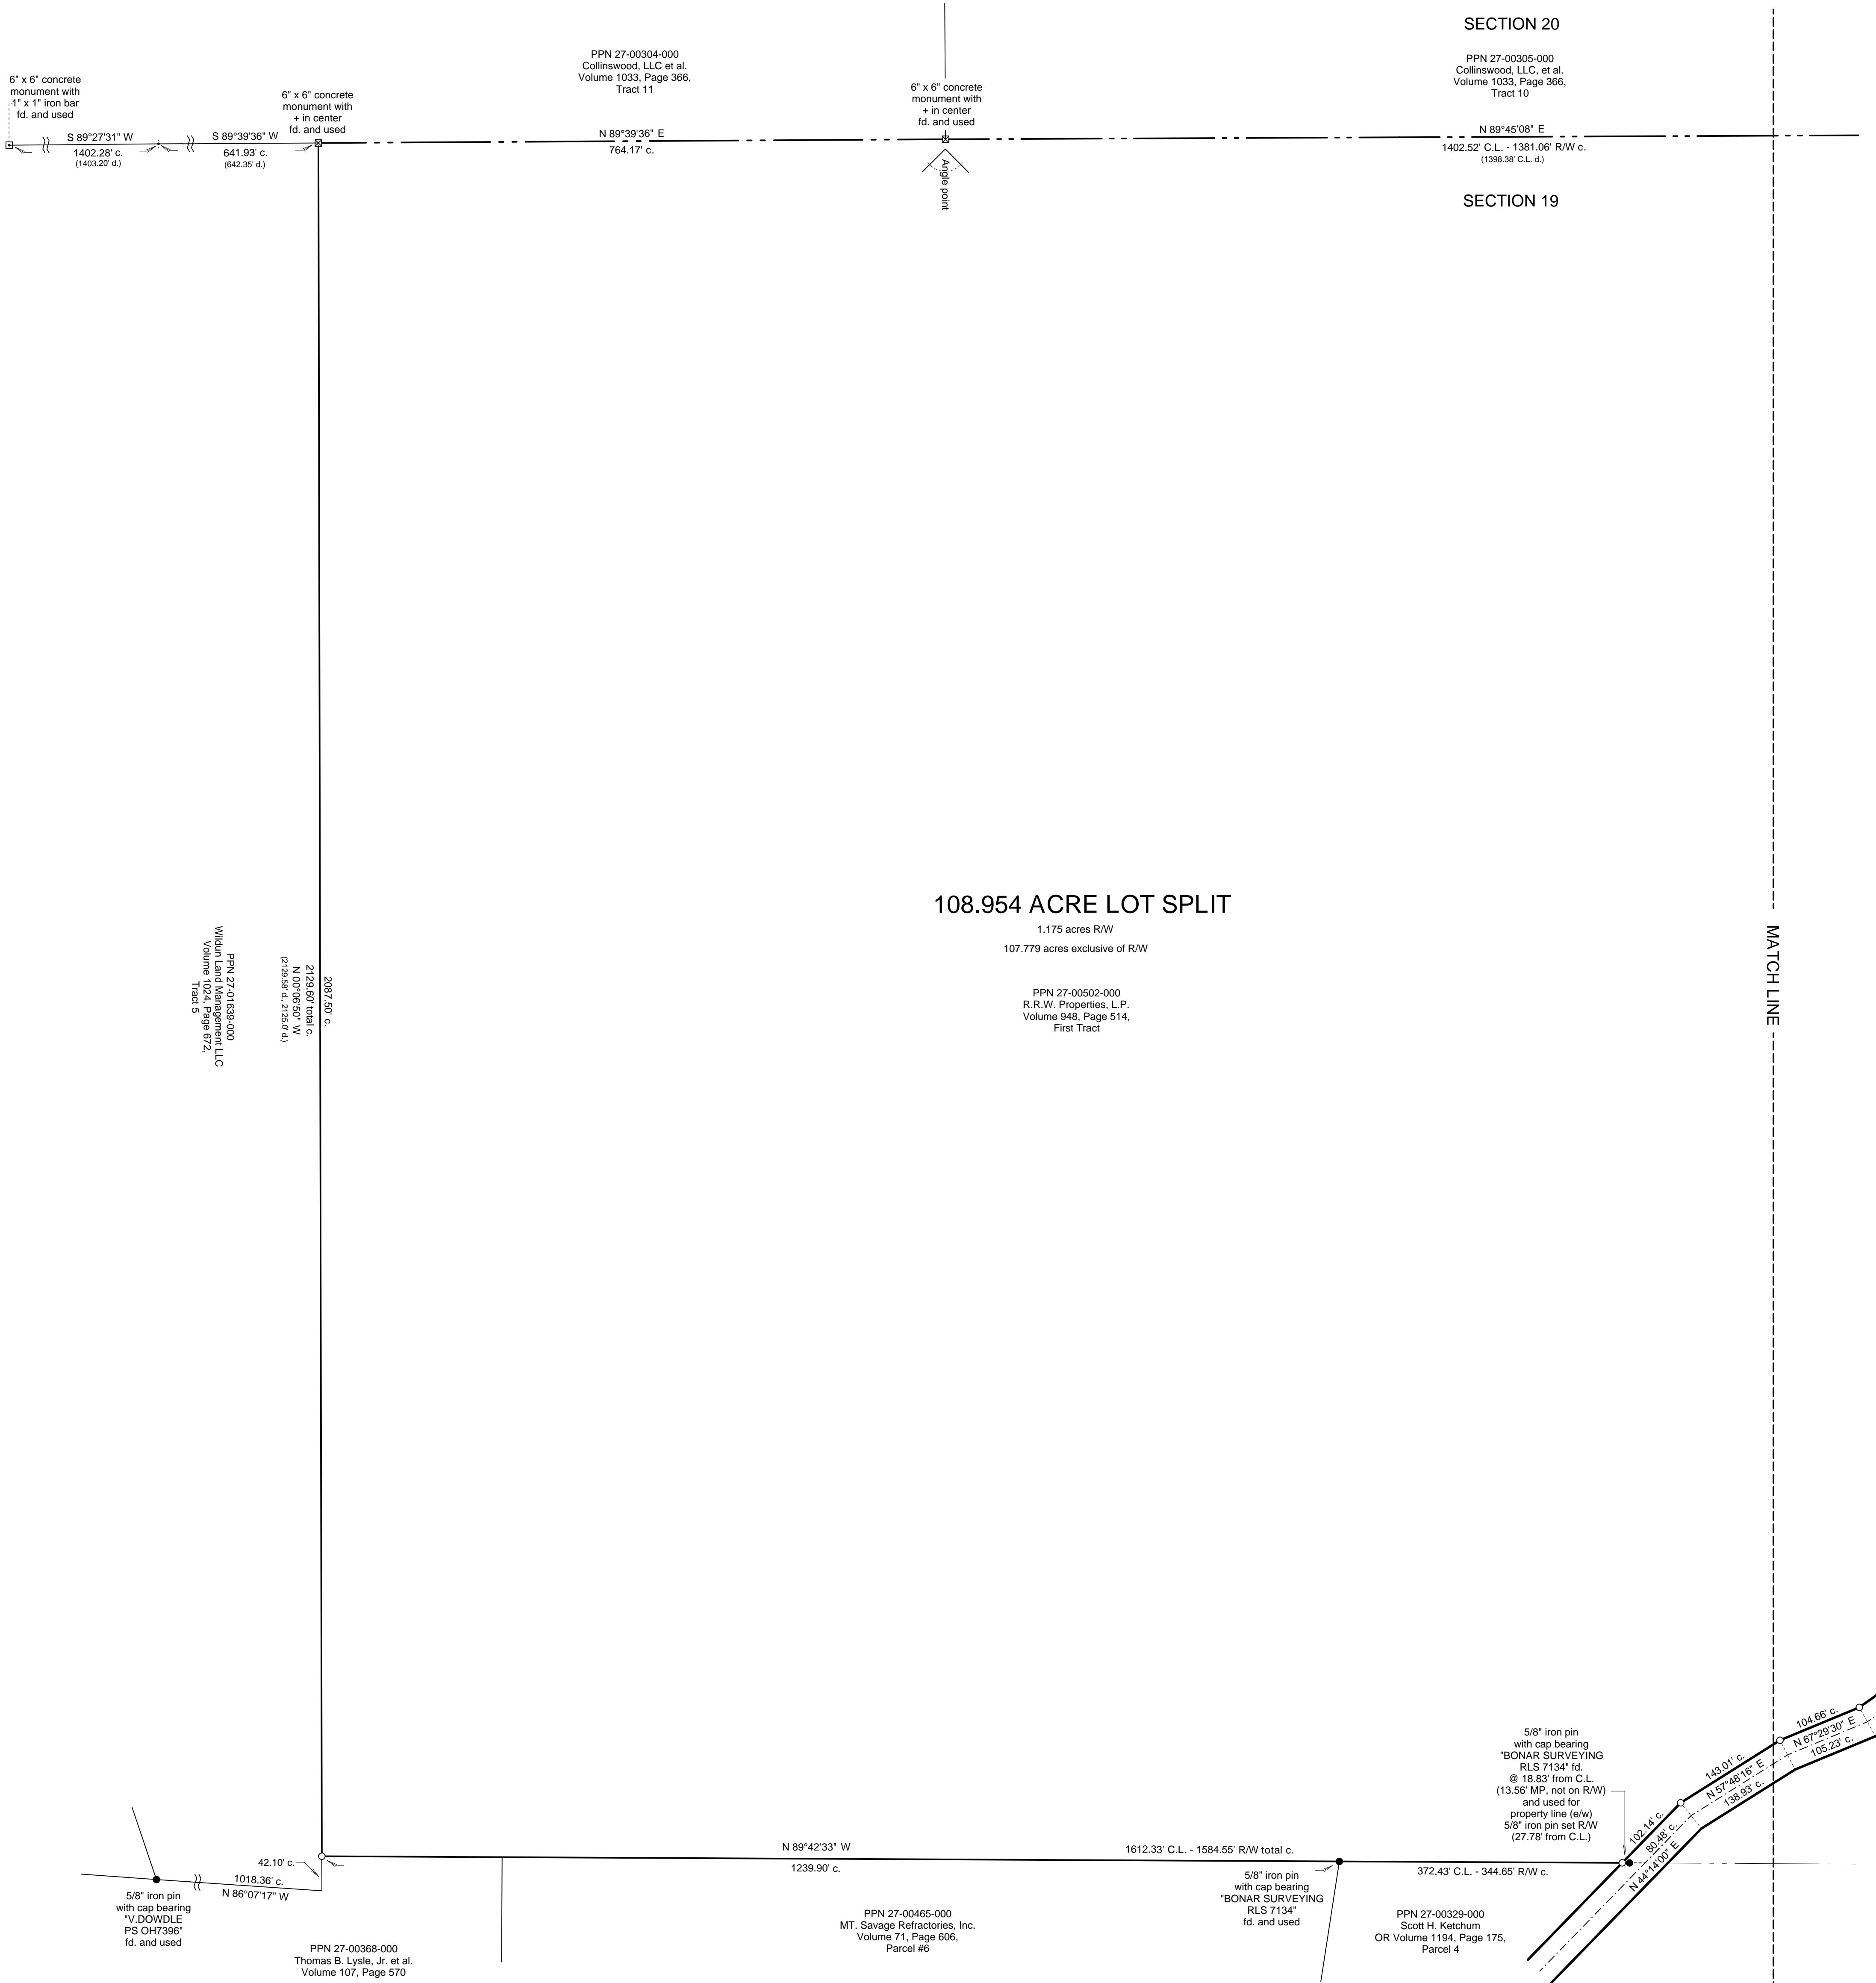 SECTION 20
PPN 27-00304-000
Collinswood, LLC et al.
Volume 1033, Page 366,
Tract 11
PPN 27-00305-000
Collinswood, LLC, et al.
Volume 1033, Page 366,
Tract 10
6" x 6" concrete
monument with
1" x 1" iron bar
fd. and used
6" x 6" concrete
monument with
+ in center
fd. and used
6" x 6" concrete
monument with
+ in center
fd. and used
S 89°27'31" W
1402.28' c.
(1403.20' d.)
S 89°39'36" W
641.93' c.
(642.35' d.)
N 89°39'36" E
764.17' c.
N 89°45'08" E
1402.52' C.L. - 1381.06' R/W c.
(1398.38' C.L. d.)
Angle point
SECTION 19
108.954 ACRE LOT SPLIT
1.175 acres R/W
107.779 acres exclusive of R/W
PPN 27-00502-000
R.R.W. Properties, L.P.
Volume 948, Page 514,
First Tract
MATCH LINE
PPN 27-01639-000
Wildun Land Management LLC
Volume 1024, Page 672,
Tract 5
2087.50' c.
2129.60' total c.
N 00°06'50" W
(2129.58' d., 2125.0' d.)
5/8" iron pin
with cap bearing
"BONAR SURVEYING
RLS 7134" fd.
@ 18.83' from C.L.
(13.56' MP, not on R/W)
and used for
property line (e/w)
5/8" iron pin set R/W
(27.78' from C.L.)
104.66' c.
N 67°29'30" E
105.23' c.
143.01' c.
N 57°48'16" E
138.93' c.
102.14' c.
80.48' c.
N 44°14'00" E
N 89°42'33" W
1612.33' C.L. - 1584.55' R/W total c.
1239.90' c.
372.43' C.L. - 344.65' R/W c.
42.10' c.
1018.36' c.
N 86°07'17" W
5/8" iron pin
with cap bearing
"V.DOWDLE
PS OH7396"
fd. and used
5/8" iron pin
with cap bearing
"BONAR SURVEYING
RLS 7134"
fd. and used
PPN 27-00465-000
MT. Savage Refractories, Inc.
Volume 71, Page 606,
Parcel #6
PPN 27-00329-000
Scott H. Ketchum
OR Volume 1194, Page 175,
Parcel 4
PPN 27-00368-000
Thomas B. Lysle, Jr. et al.
Volume 107, Page 570